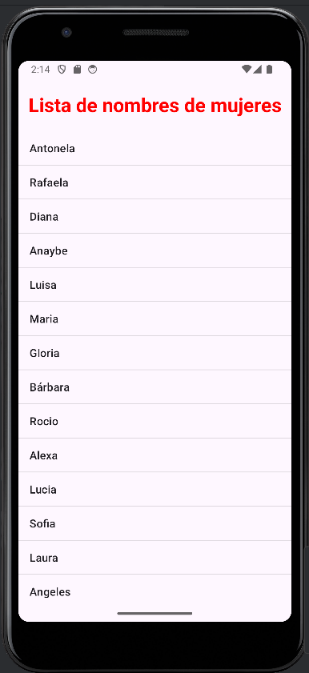 2:14
Lista de nombres de mujeres
Antonela
Rafaela
Diana
Anaybe
Luisa
Maria
Gloria
Bárbara
Rocio
Alexa
Lucia
Sofia
Laura
Angeles